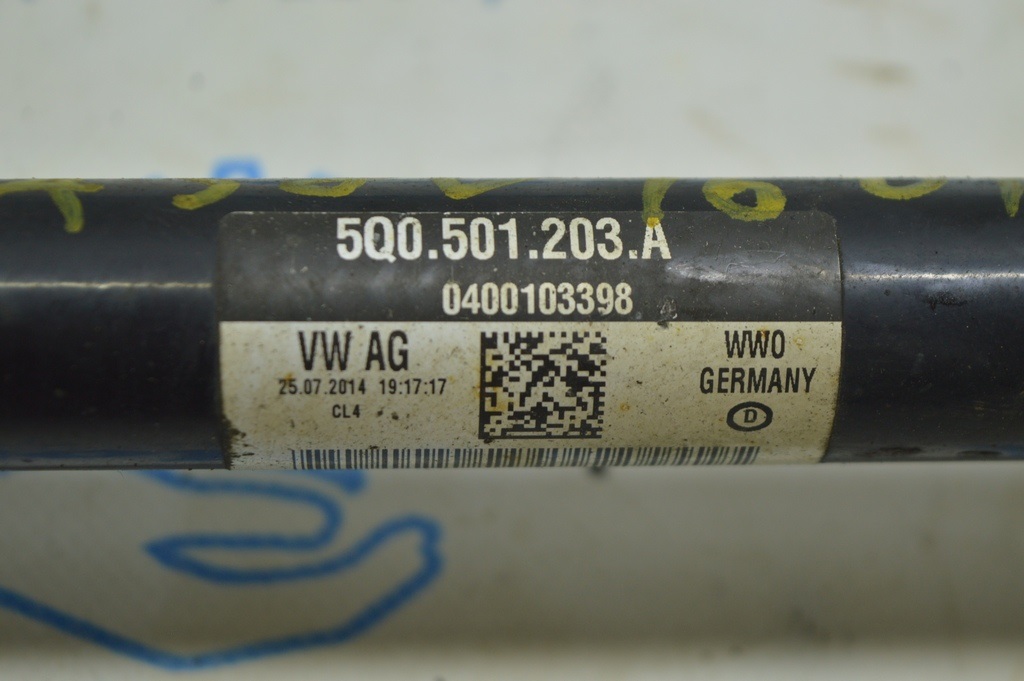 5Q0.501.203.A
0400103398
VW AG
25.07.2014 19:17:17
CL4
WWO
GERMANY
D